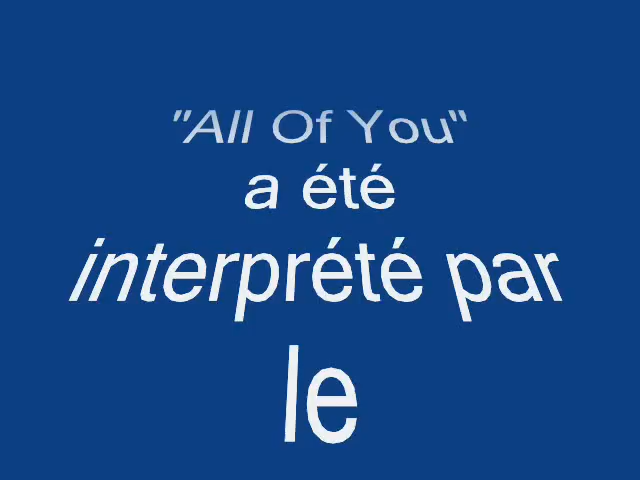 "All Of You"
a été
interprété par
le